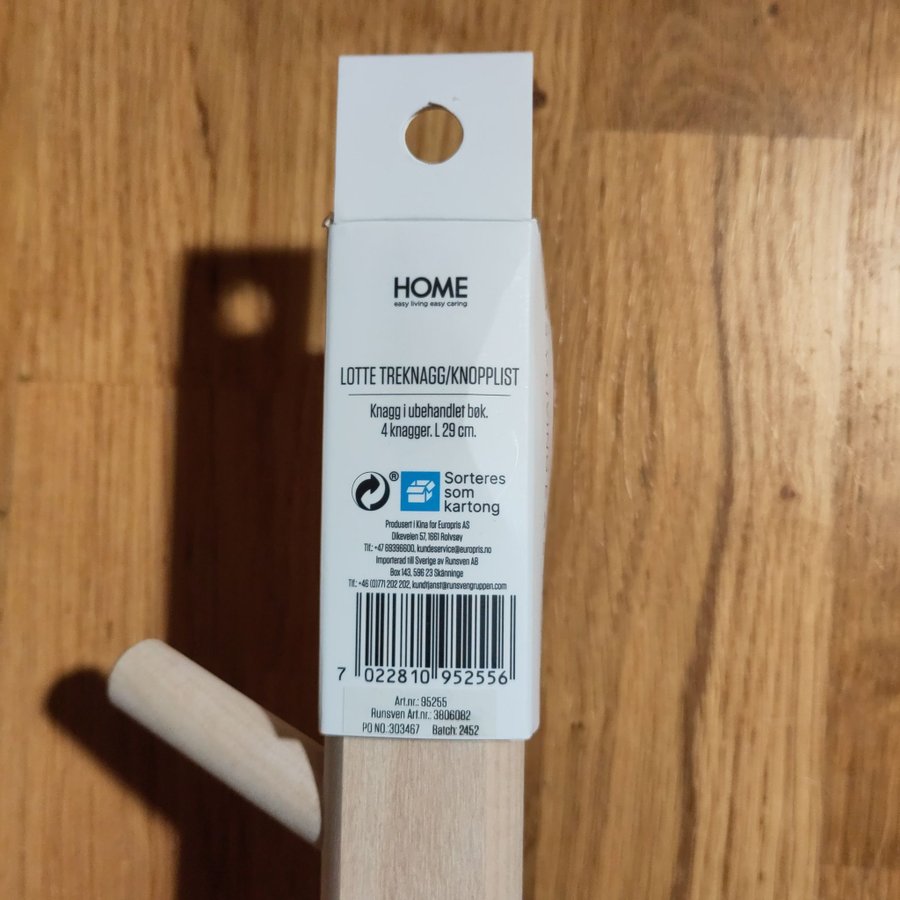 HOME
easy living easy caring
LOTTE TREKNAGG/KNOPPLIST
Knagg i ubehandlet bøk.
4 knagger. L 29 cm.
®
Sorteres
som
kartong
Produsert i Kina for Europris AS
Dikeveien 57, 1661 Rolvsøy
Tlf.: +47 69396600, kundeservice@europris.no
Importerad till Sverige av Runsven AB
Box 143, 596 23 Skänninge
Tlf.: +46 (0)771 202 202, kundtjanst@runsvengruppen.com
7 022810 952556
Art.nr.: 95255
Runsven Art.nr.: 3806082
PO NO.:303467 Batch: 2452